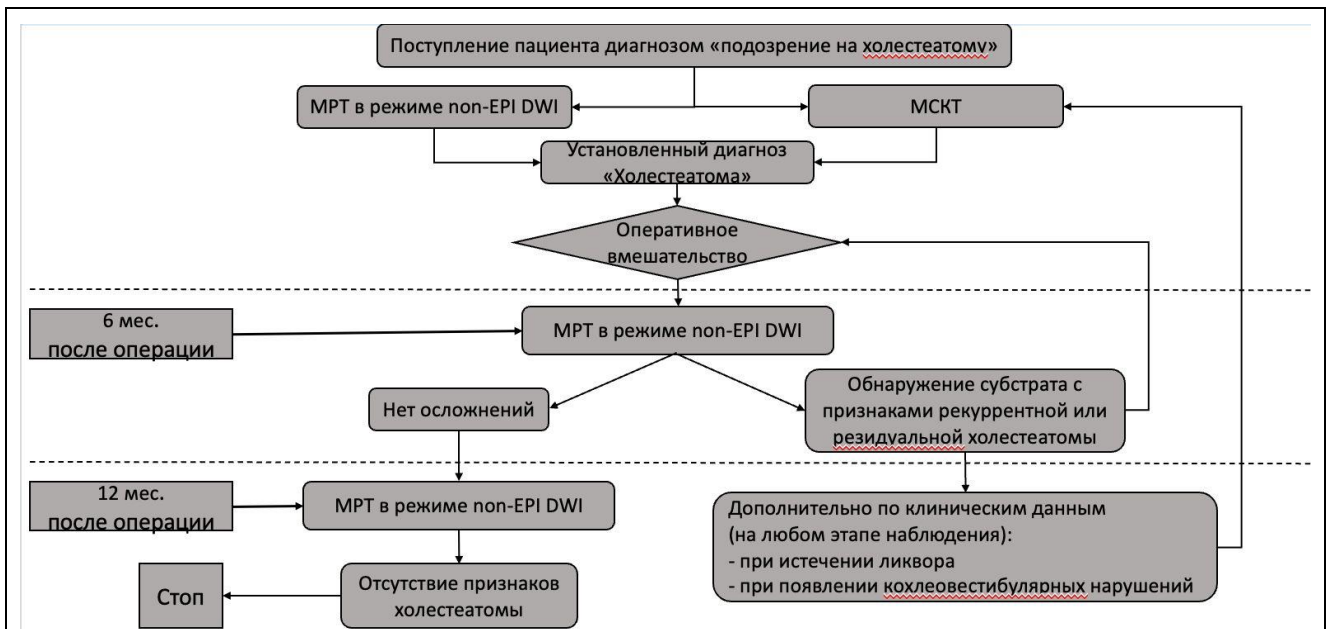 Поступление пациента диагнозом «подозрение на холестеатому»
МРТ в режиме non-EPI DWI
МСКТ
Установленный диагноз
«Холестеатома»
Оперативное
вмешательство
6 мес.
после операции
МРТ в режиме non-EPI DWI
Нет осложнений
Обнаружение субстрата с
признаками рекуррентной или
резидуальной холестеатомы
12 мес.
после операции
МРТ в режиме non-EPI DWI
Дополнительно по клиническим данным
(на любом этапе наблюдения):
- при истечении ликвора
- при появлении кохлеовестибулярных нарушений
Стоп
Отсутствие признаков
холестеатомы